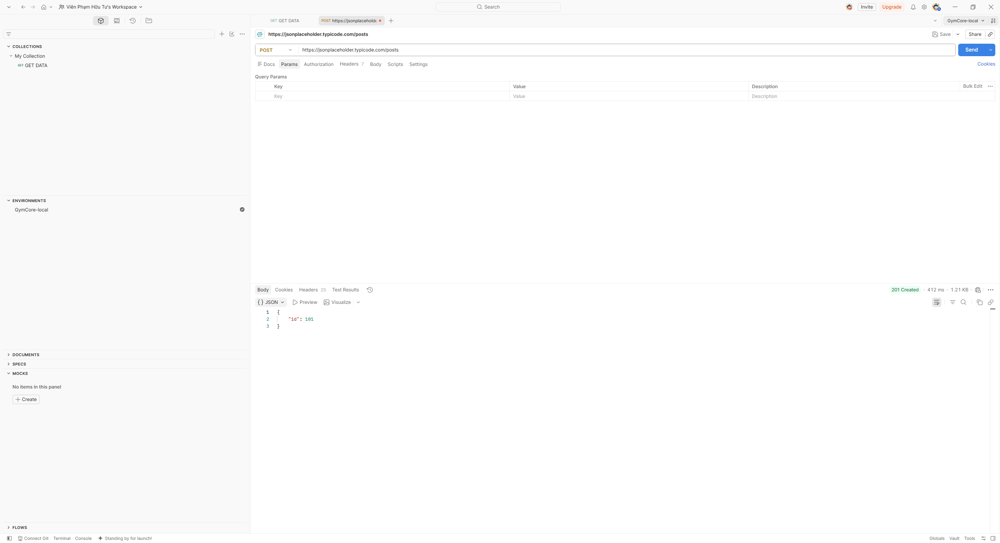 Viên Phạm Hữu Tư's Workspace
Search
Invite
Upgrade
GET GET DATA
POST https://jsonplaceholde
GymCore-local
https://jsonplaceholder.typicode.com/posts
Save
Share
COLLECTIONS
My Collection
GET GET DATA
POST
https://jsonplaceholder.typicode.com/posts
Send
Docs Params Authorization Headers 7 Body Scripts Settings
Cookies
Query Params
Key Value Description Bulk Edit
Key Value Description
ENVIRONMENTS
GymCore-local
DOCUMENTS
SPECS
MOCKS
No items in this panel
Create
FLOWS
Body Cookies Headers 25 Test Results
201 Created 412 ms 1.21 KB
{} JSON Preview Visualize
1 {
2 "id": 101
3 }
Connect Git Terminal Console Standing by for launch!
Globals Vault Tools